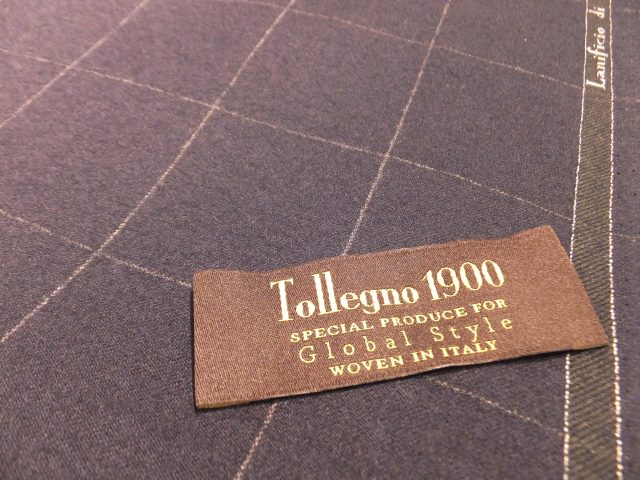 Lanificio di
Tollegno 1900
SPECIAL PRODUCE FOR
Global Style
WOVEN IN ITALY